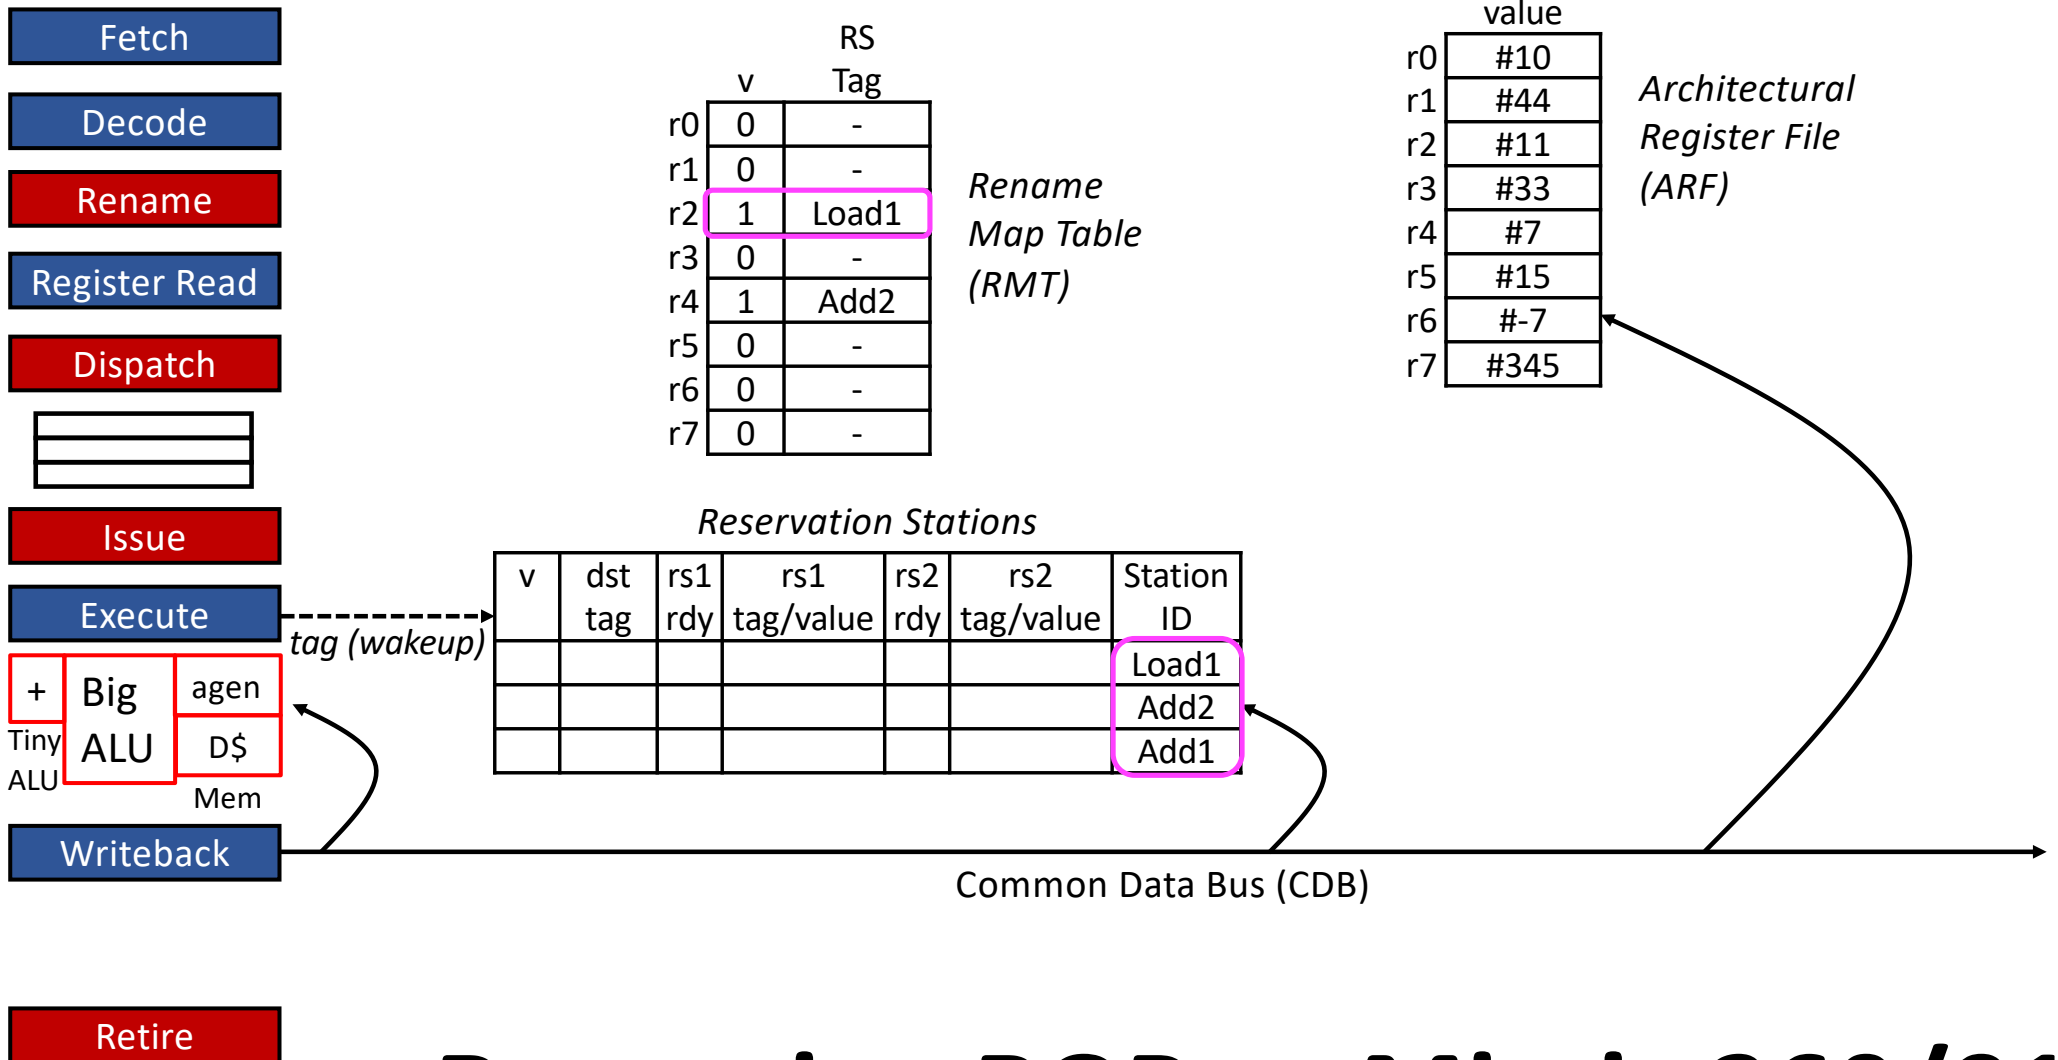 Fetch
Decode
Rename
Register Read
Dispatch
Issue
Execute
+ Big agen
Tiny ALU D$
ALU
Mem
Writeback
Retire
RS
v Tag
r0 0 -
r1 0 -
r2 1 Load1
r3 0 -
r4 1 Add2
r5 0 -
r6 0 -
r7 0 -
Rename
Map Table
(RMT)
value
r0 #10
r1 #44
r2 #11
r3 #33
r4 #7
r5 #15
r6 #-7
r7 #345
Architectural
Register File
(ARF)
Reservation Stations
v dst rs1 rs1 rs2 rs2 Station
tag rdy tag/value rdy tag/value ID
Load1
Add2
Add1
tag (wakeup)
Common Data Bus (CDB)